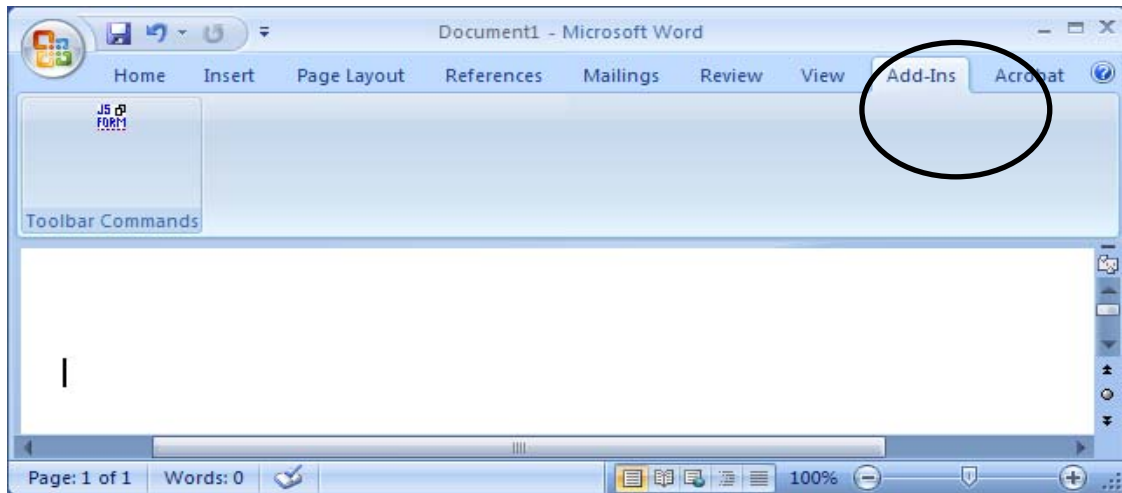 Document1 - Microsoft Word
Home Insert Page Layout References Mailings Review View Add-Ins Acrobat
J5
FORM
Toolbar Commands
Page: 1 of 1 Words: 0 100%